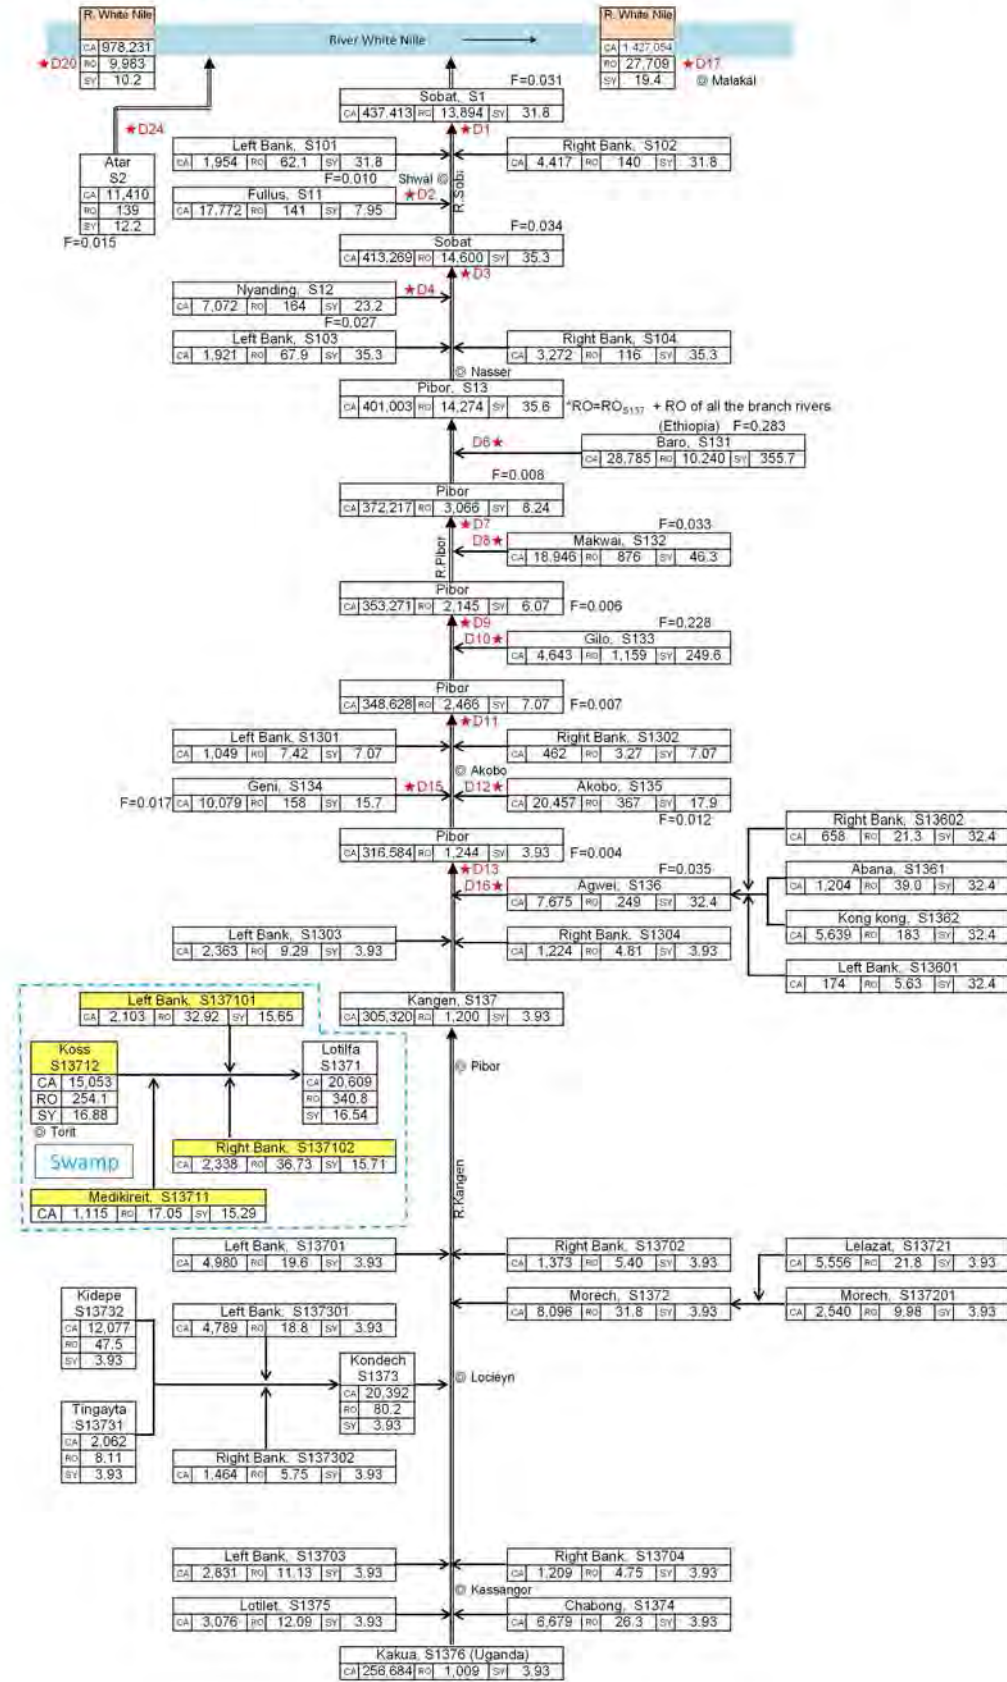 R. White Nile
CA 978,231
★D20 RO 9,983
SY 10.2
River White Nille
R. White Nile
CA 1 427,054
RO 27,709 ★D17
SY 19.4 ◎ Malakal
F=0.031
Sobat, S1
CA 437,413 RO 13,894 SY 31.8
★D1
★D24
Atar
S2
CA 11,410
RO 139
SY 12.2
F=0.015
Left Bank, S101
CA 1,954 RO 62.1 SY 31.8
Right Bank, S102
CA 4,417 RO 140 SY 31.8
F=0.010 Shwal ◎
Fullus, S11 ★D2
CA 17,772 RO 141 SY 7.95
R.Sobi
F=0.034
Sobat
CA 413,269 RO 14,600 SY 35.3
★D3
Nyanding, S12 ★D4
CA 7,072 RO 164 SY 23.2
F=0.027
Left Bank, S103
CA 1,921 RO 67.9 SY 35.3
Right Bank, S104
CA 3,272 RO 116 SY 35.3
◎ Nasser
Pibor, S13
CA 401,003 RO 14,274 SY 35.6 *RO=RO S137 + RO of all the branch rivers
(Ethiopia) F=0.283
D6★ Baro, S131
CA 28,785 RO 10,240 SY 355.7
F=0.008
Pibor
CA 372,217 RO 3,066 SY 8.24
★D7 F=0.033
D8★ Makwai, S132
CA 18,946 RO 876 SY 46.3
R.Pibor
Pibor
CA 353,271 RO 2,145 SY 6.07 F=0.006
★D9 F=0.228
D10★ Gilo, S133
CA 4,643 RO 1,159 SY 249.6
Pibor
CA 348,628 RO 2,466 SY 7.07 F=0.007
★D11
Left Bank, S1301
CA 1,049 RO 7.42 SY 7.07
Right Bank, S1302
CA 462 RO 3.27 SY 7.07
◎ Akobo
Geni, S134 ★D15
F=0.017 CA 10,079 RO 158 SY 15.7
D12★ Akobo, S135
CA 20,457 RO 367 SY 17.9
F=0.012
Pibor
CA 316,584 RO 1,244 SY 3.93 F=0.004
★D13 F=0.035
D16★ Agwei, S136
CA 7,675 RO 249 SY 32.4
Right Bank, S13602
CA 658 RO 21.3 SY 32.4
Abana, S1361
CA 1,204 RO 39.0 SY 32.4
Kong kong, S1362
CA 5,639 RO 183 SY 32.4
Left Bank, S13601
CA 174 RO 5.63 SY 32.4
Left Bank, S1303
CA 2,363 RO 9.29 SY 3.93
Right Bank, S1304
CA 1,224 RO 4.81 SY 3.93
Kangen, S137
CA 305,320 RO 1,200 SY 3.93
Left Bank, S137101
CA 2,103 RO 32.92 SY 15.65
Koss
S13712
CA 15,053
RO 254.1
SY 16.88
◎ Torit
Lotilfa
S1371
CA 20,609
RO 340.8
SY 16.54
Swamp
Right Bank, S137102
CA 2,338 RO 36.73 SY 15.71
Medikireit, S13711
CA 1,115 RO 17.05 SY 15.29
◎ Pibor
R.Kangen
Left Bank, S13701
CA 4,980 RO 19.6 SY 3.93
Right Bank, S13702
CA 1,373 RO 5.40 SY 3.93
Lelazat, S13721
CA 5,556 RO 21.8 SY 3.93
Morech, S1372
CA 8,096 RO 31.8 SY 3.93
Morech, S137201
CA 2,540 RO 9.98 SY 3.93
Kidepe
S13732
CA 12,077
RO 47.5
SY 3.93
Left Bank, S137301
CA 4,789 RO 18.8 SY 3.93
Kondech
S1373
CA 20,392
RO 80.2
SY 3.93
◎ Locieyn
Tingayta
S13731
CA 2,062
RO 8.11
SY 3.93
Right Bank, S137302
CA 1,464 RO 5.75 SY 3.93
Left Bank, S13703
CA 2,831 RO 11.13 SY 3.93
Right Bank, S13704
CA 1,209 RO 4.75 SY 3.93
◎ Kassangor
Lotilet, S1375
CA 3,076 RO 12.09 SY 3.93
Chabong, S1374
CA 6,679 RO 26.3 SY 3.93
Kakua, S1376 (Uganda)
CA 256,684 RO 1,009 SY 3.93